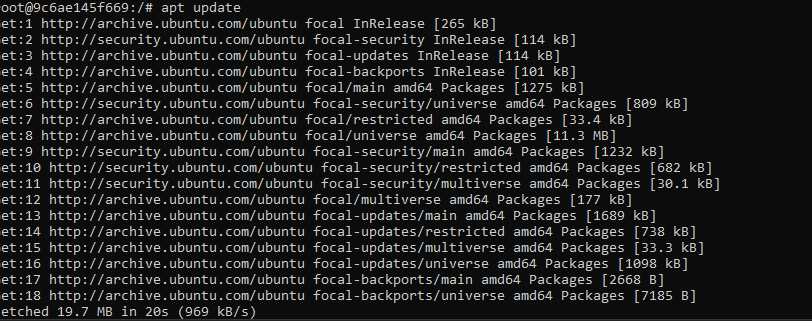 root@9c6ae145f669:/# apt update
et:1 http://archive.ubuntu.com/ubuntu focal InRelease [265 kB]
et:2 http://security.ubuntu.com/ubuntu focal-security InRelease [114 kB]
et:3 http://archive.ubuntu.com/ubuntu focal-updates InRelease [114 kB]
et:4 http://archive.ubuntu.com/ubuntu focal-backports InRelease [101 kB]
et:5 http://archive.ubuntu.com/ubuntu focal/main amd64 Packages [1275 kB]
et:6 http://security.ubuntu.com/ubuntu focal-security/universe amd64 Packages [809 kB]
et:7 http://archive.ubuntu.com/ubuntu focal/restricted amd64 Packages [33.4 kB]
et:8 http://archive.ubuntu.com/ubuntu focal/universe amd64 Packages [11.3 MB]
et:9 http://security.ubuntu.com/ubuntu focal-security/main amd64 Packages [1232 kB]
et:10 http://security.ubuntu.com/ubuntu focal-security/restricted amd64 Packages [682 kB]
et:11 http://security.ubuntu.com/ubuntu focal-security/multiverse amd64 Packages [30.1 kB]
et:12 http://archive.ubuntu.com/ubuntu focal/multiverse amd64 Packages [177 kB]
et:13 http://archive.ubuntu.com/ubuntu focal-updates/main amd64 Packages [1689 kB]
et:14 http://archive.ubuntu.com/ubuntu focal-updates/restricted amd64 Packages [738 kB]
et:15 http://archive.ubuntu.com/ubuntu focal-updates/multiverse amd64 Packages [33.3 kB]
et:16 http://archive.ubuntu.com/ubuntu focal-updates/universe amd64 Packages [1098 kB]
et:17 http://archive.ubuntu.com/ubuntu focal-backports/main amd64 Packages [2668 B]
et:18 http://archive.ubuntu.com/ubuntu focal-backports/universe amd64 Packages [7185 B]
etched 19.7 MB in 20s (969 kB/s)